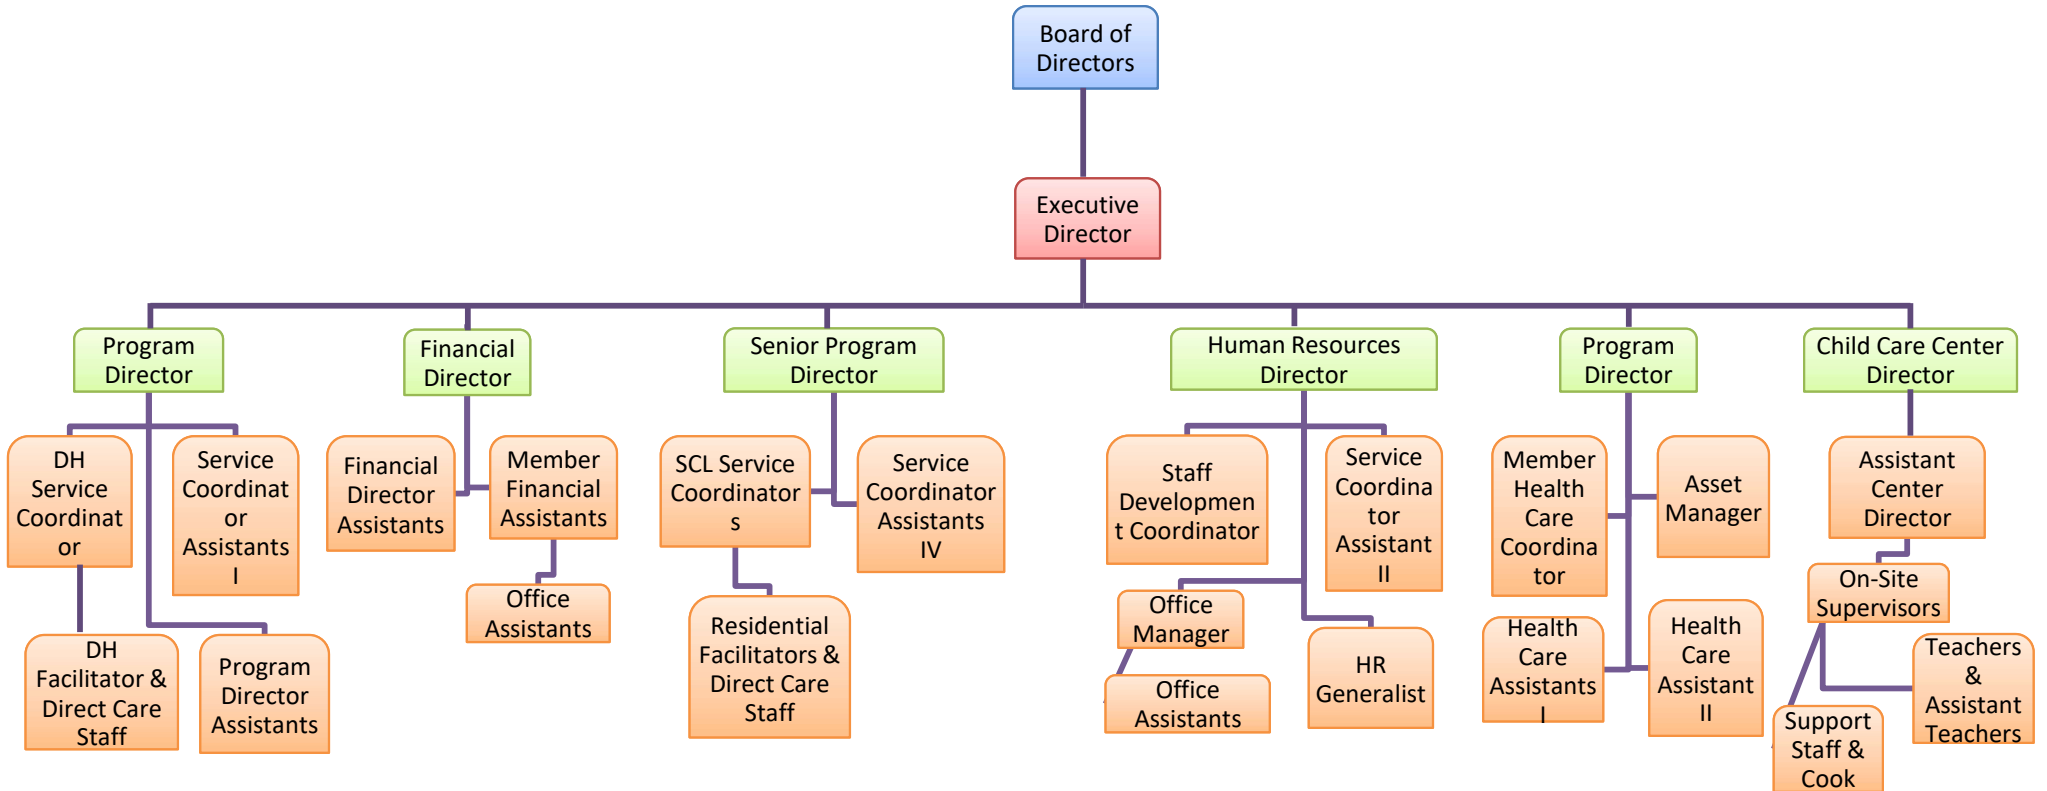 Board of
Directors
Executive
Director
Program
Director
Financial
Director
Senior Program
Director
Human Resources
Director
Program
Director
Child Care Center
Director
DH
Service
Coordinat
or
Service
Coordinat
or
Assistants
I
Financial
Director
Assistants
Member
Financial
Assistants
SCL Service
Coordinator
s
Service
Coordinator
Assistants
IV
Staff
Developmen
t Coordinator
Service
Coordina
tor
Assistant
II
Member
Health
Care
Coordina
tor
Asset
Manager
Assistant
Center
Director
Office
Assistants
On-Site
Supervisors
Office
Manager
Residential
Facilitators &
Direct Care
Staff
HR
Generalist
Health
Care
Assistants
I
Health
Care
Assistant
II
DH
Facilitator &
Direct Care
Staff
Program
Director
Assistants
Office
Assistants
Teachers
&
Assistant
Teachers
Support
Staff &
Cook